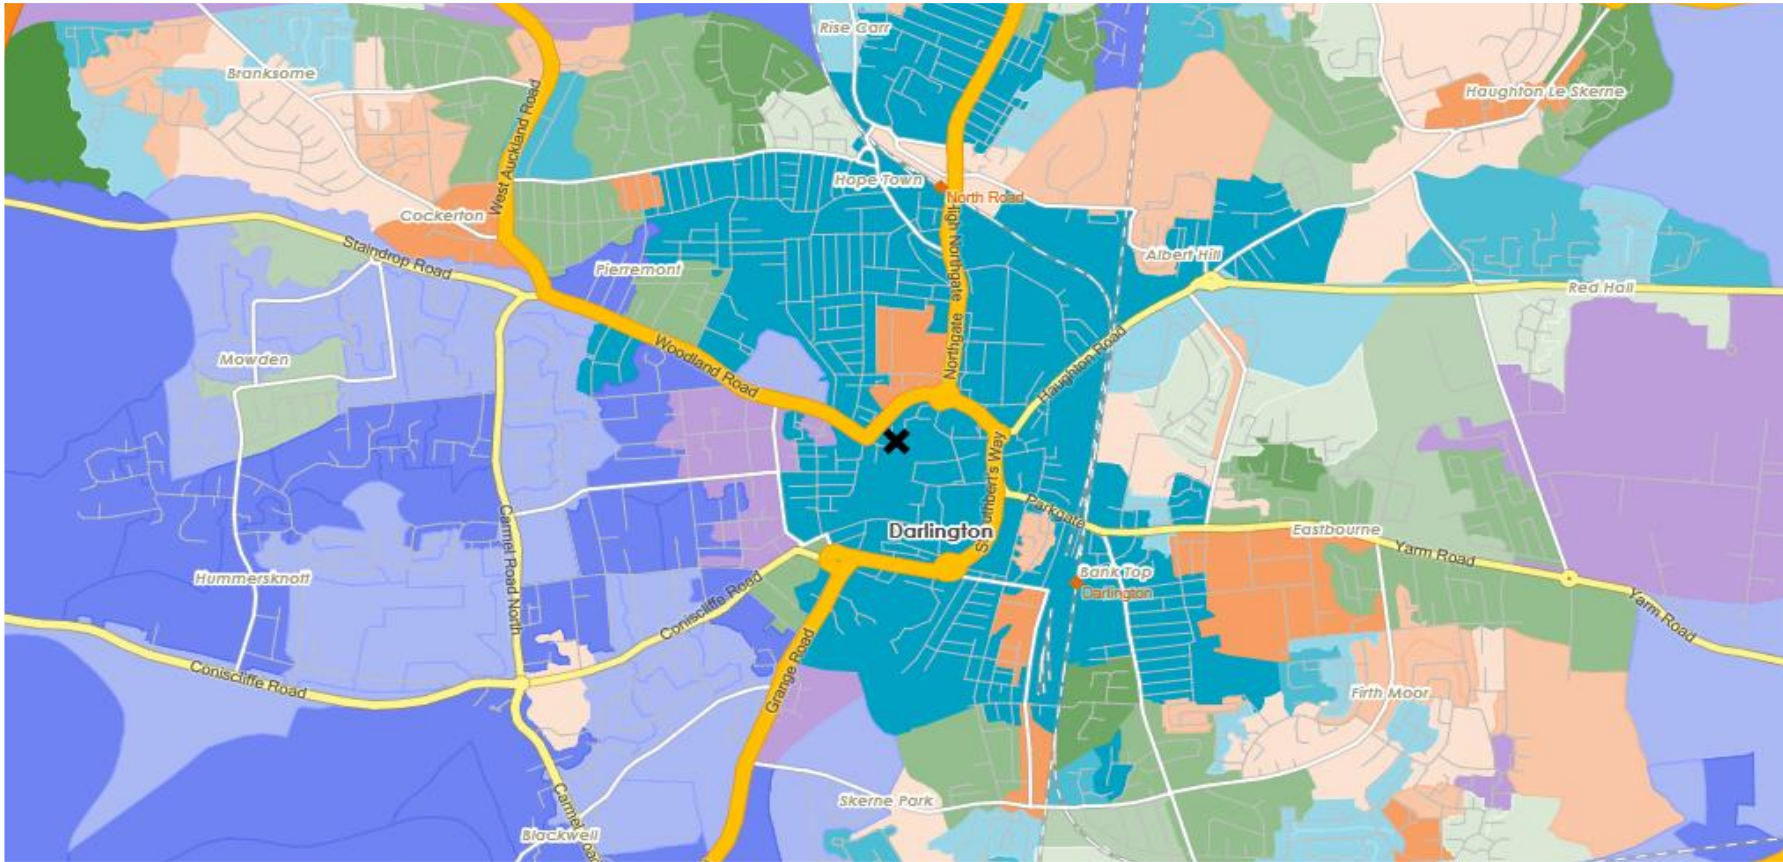 Rise Carr
Branksome
Haughton Le Skerne
West Auckland Road
Hope Town
North Road
Cockerton
High Northgate
Staindrop Road
Albert Hill
Pierremont
Red Hall
Northgate
Haughton Road
Woodland Road
Mowden
St Cuthbert's Way
Parkgate
Darlington
Eastbourne
Yarm Road
Carmel Road North
Hummersknott
Bank Top
Darlington
Coniscliffe Road
Yarm Road
Grange Road
Coniscliffe Road
Firth Moor
Skerne Park
Carmel Road
Blackwell